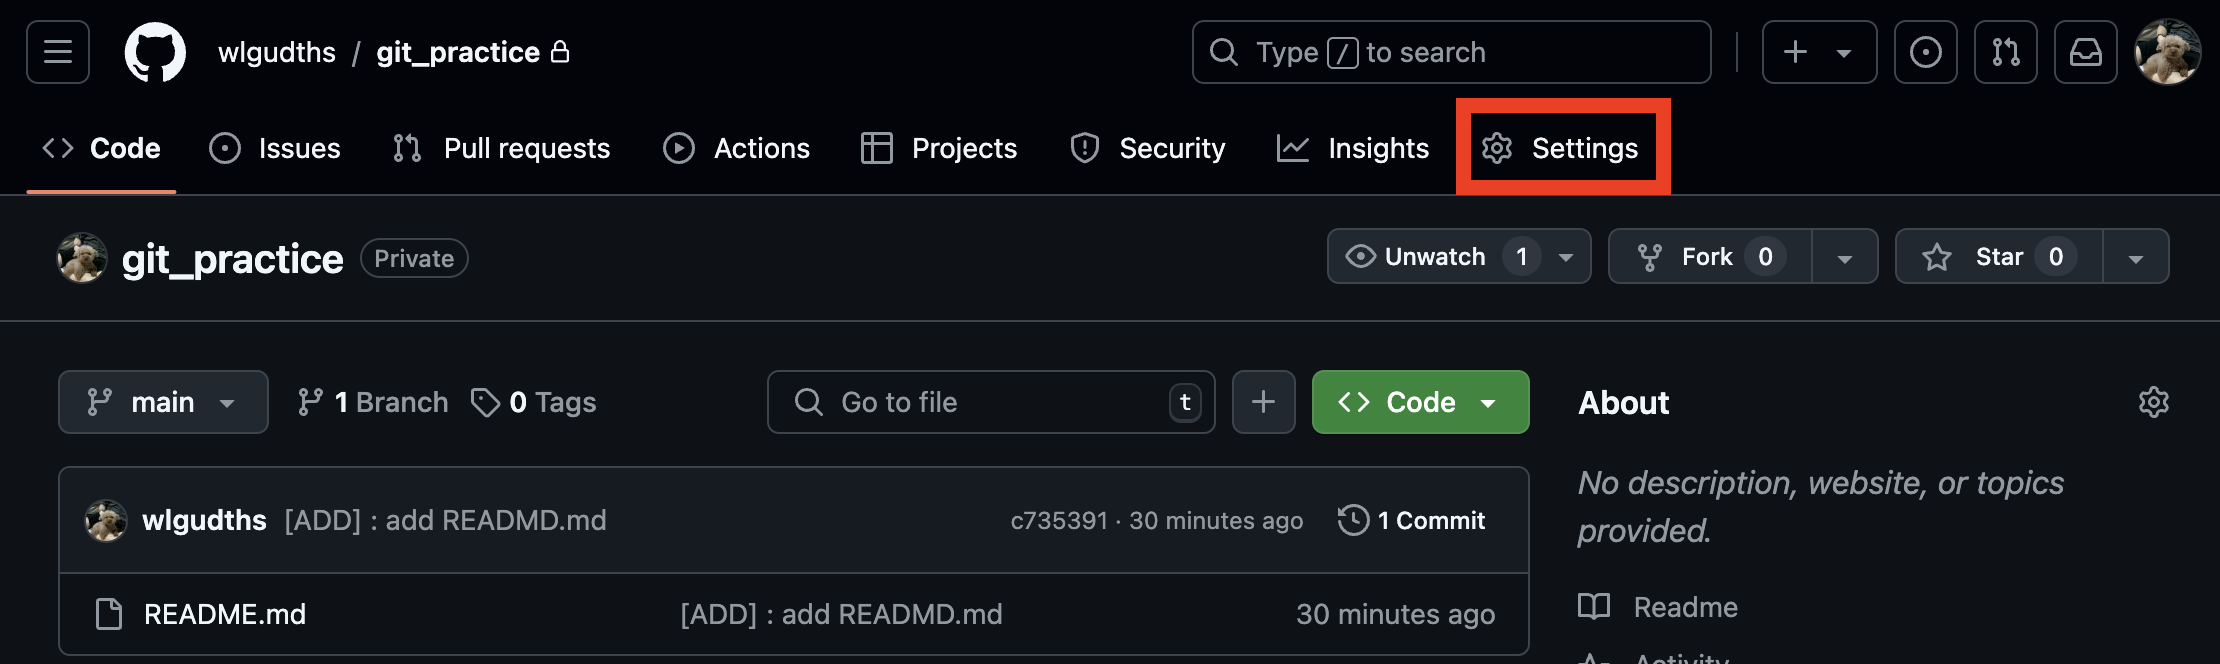 wlgudths / git_practice
Type / to search
Code Issues Pull requests Actions Projects Security Insights Settings
git_practice Private
Unwatch 1 Fork 0 Star 0
main 1 Branch 0 Tags
Go to file t
Code
About
wlgudths [ADD] : add READMD.md c735391 · 30 minutes ago 1 Commit
No description, website, or topics
provided.
README.md [ADD] : add READMD.md 30 minutes ago
Readme
Activity